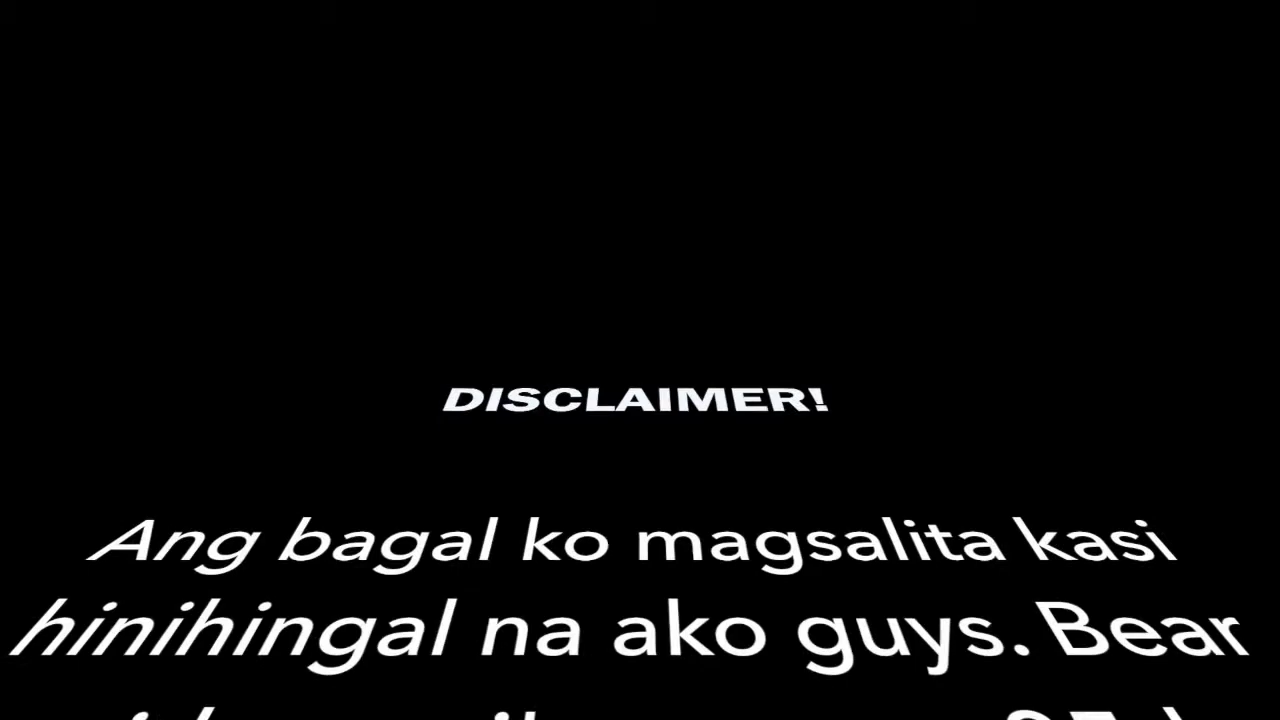 DISCLAIMER!
Ang bagal ko magsalita kasi
hinihingal na ako guys. Bear